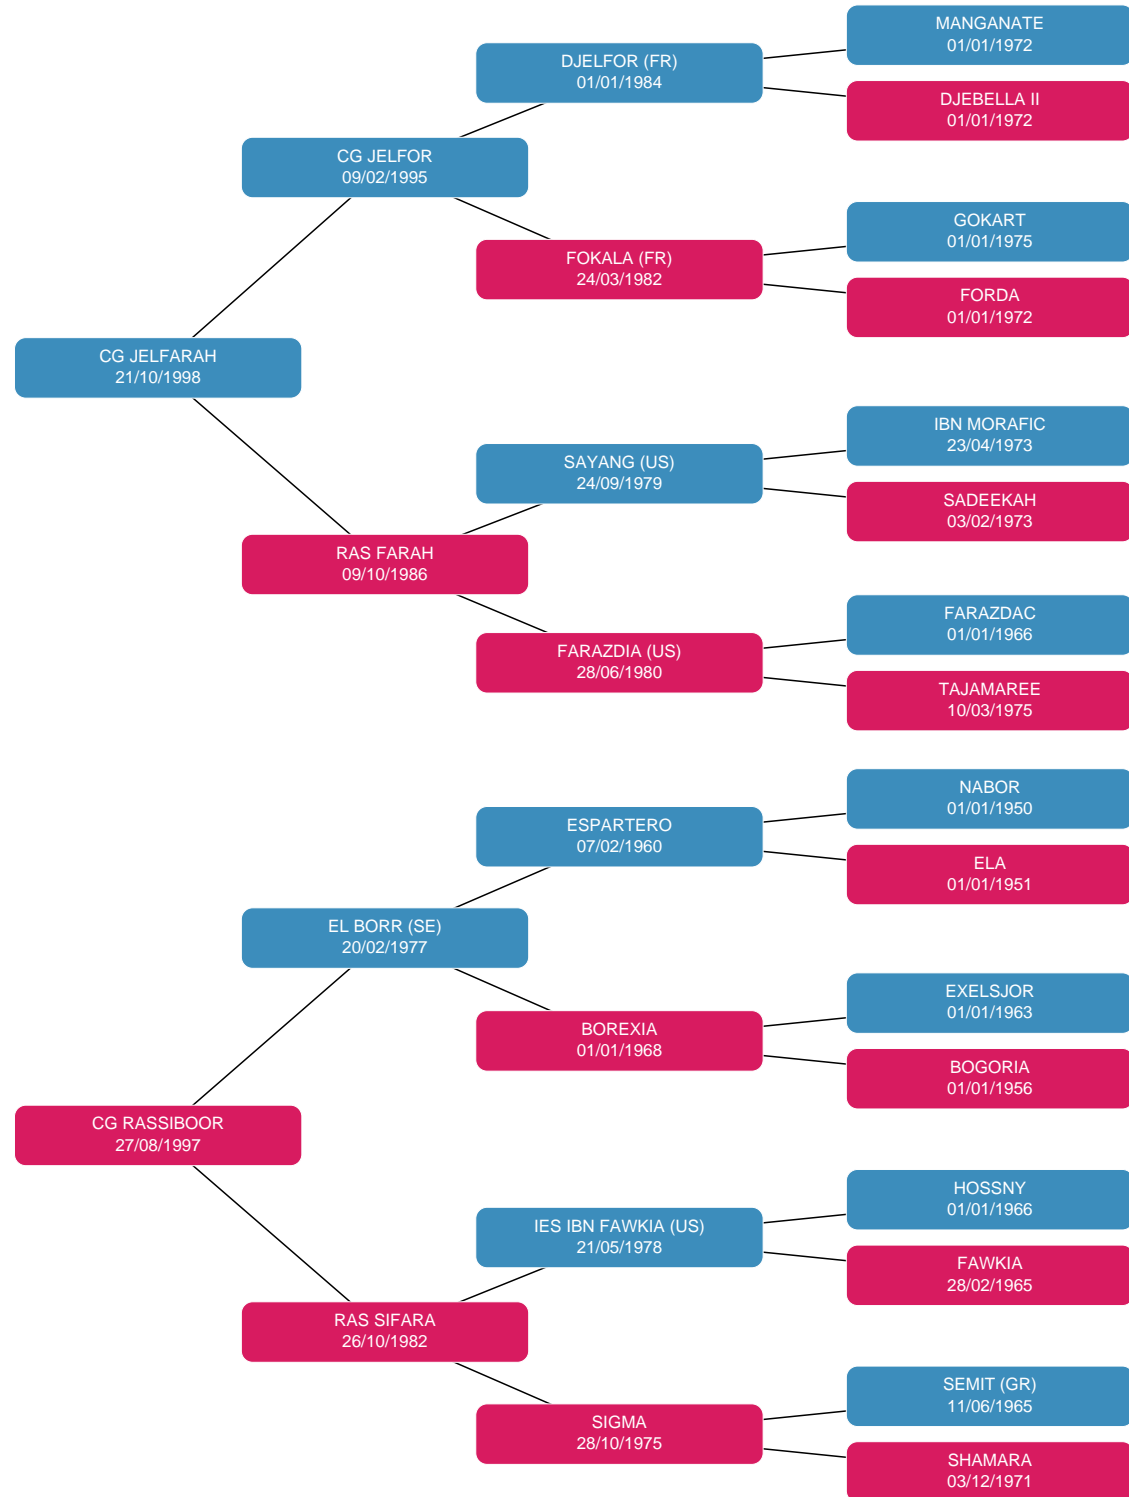 MANGANATE
01/01/1972
DJELFOR (FR)
01/01/1984
DJEBELLA II
01/01/1972
CG JELFOR
09/02/1995
GOKART
01/01/1975
FOKALA (FR)
24/03/1982
FORDA
01/01/1972
CG JELFARAH
21/10/1998
IBN MORAFIC
23/04/1973
SAYANG (US)
24/09/1979
SADEEKAH
03/02/1973
RAS FARAH
09/10/1986
FARAZDAC
01/01/1966
FARAZDIA (US)
28/06/1980
TAJAMAREE
10/03/1975
NABOR
01/01/1950
ESPARTERO
07/02/1960
ELA
01/01/1951
EL BORR (SE)
20/02/1977
EXELSJOR
01/01/1963
BOREXIA
01/01/1968
BOGORIA
01/01/1956
CG RASSIBOOR
27/08/1997
HOSSNY
01/01/1966
IES IBN FAWKIA (US)
21/05/1978
FAWKIA
28/02/1965
RAS SIFARA
26/10/1982
SEMIT (GR)
11/06/1965
SIGMA
28/10/1975
SHAMARA
03/12/1971